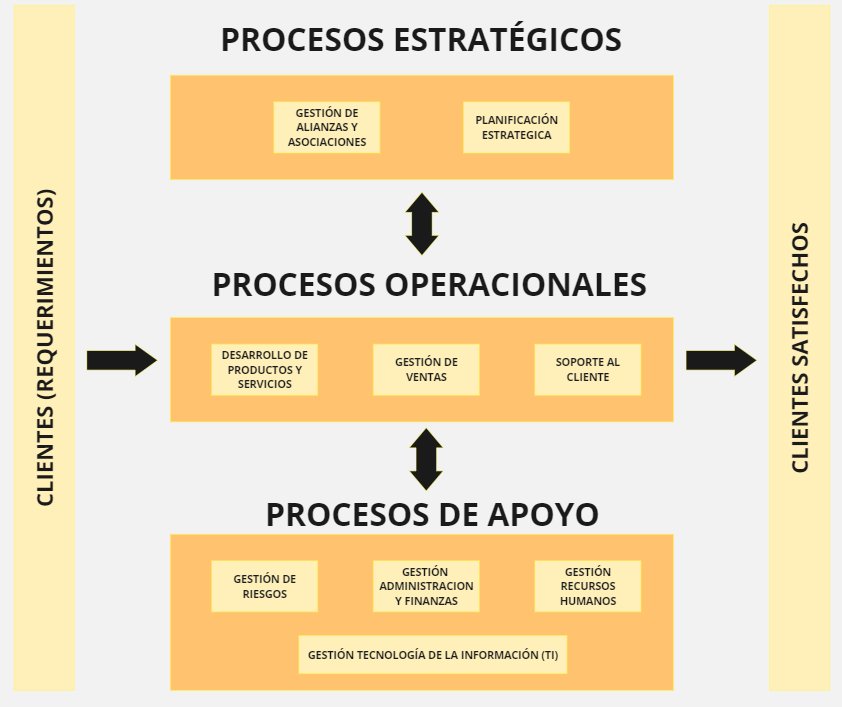 PROCESOS ESTRATÉGICOS
GESTIÓN DE
ALIANZAS Y
ASOCIACIONES
PLANIFICACIÓN
ESTRATEGICA
CLIENTES (REQUERIMIENTOS)
PROCESOS OPERACIONALES
DESARROLLO DE
PRODUCTOS Y
SERVICIOS
GESTIÓN DE
VENTAS
SOPORTE AL
CLIENTE
CLIENTES SATISFECHOS
PROCESOS DE APOYO
GESTIÓN DE
RIESGOS
GESTIÓN
ADMINISTRACION
Y FINANZAS
GESTIÓN
RECURSOS
HUMANOS
GESTIÓN TECNOLOGÍA DE LA INFORMACIÓN (TI)